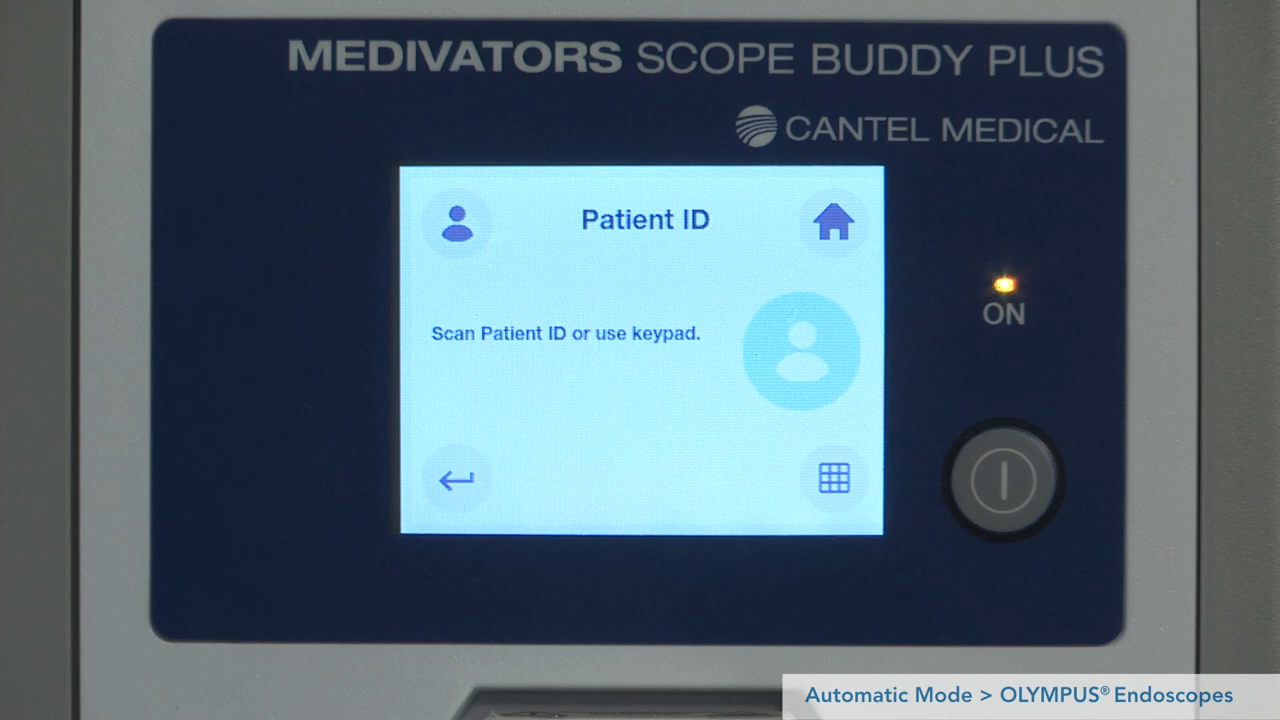 MEDIVATORS SCOPE BUDDY PLUS
CANTEL MEDICAL
Patient ID
Scan Patient ID or use keypad.
ON
Automatic Mode > OLYMPUS® Endoscopes